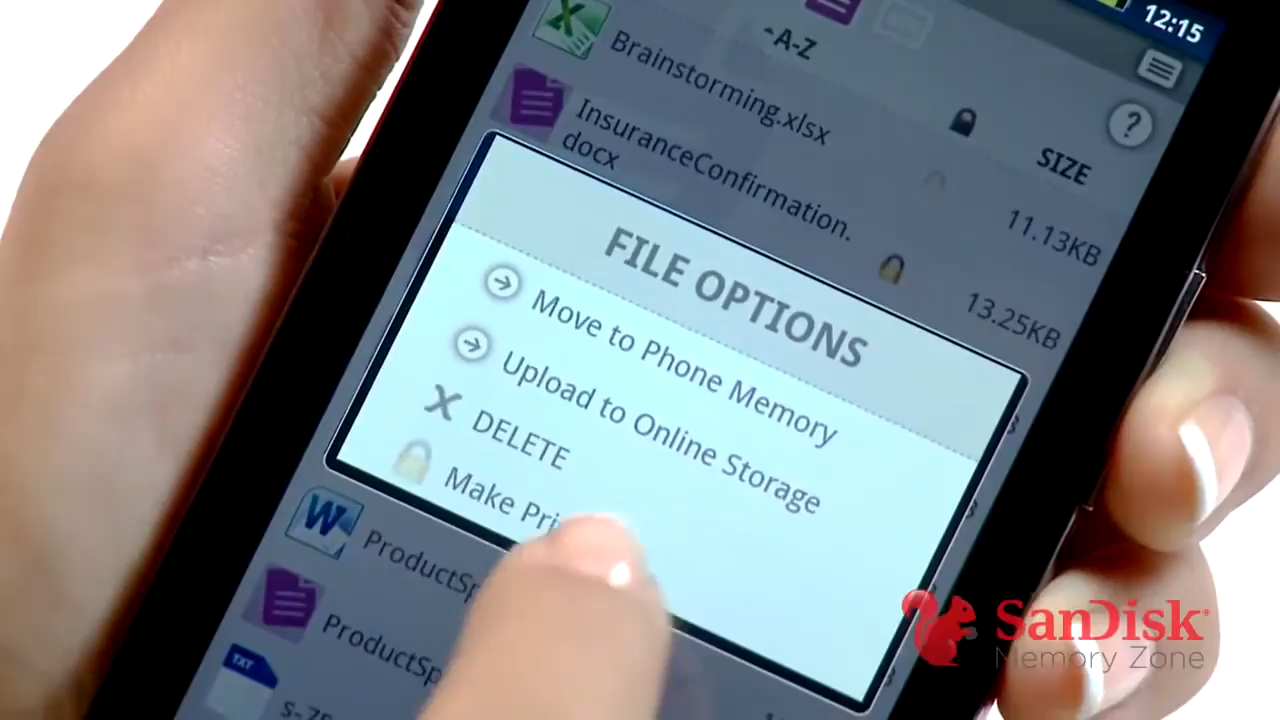 12:15
A-Z
SIZE
Brainstorming.xlsx
11.13KB
InsuranceConfirmation.
docx
13.25KB
FILE OPTIONS
Move to Phone Memory
Upload to Online Storage
DELETE
Make Pri
ProductSp
ProductSp
TXT
SanDisk®
Memory Zone